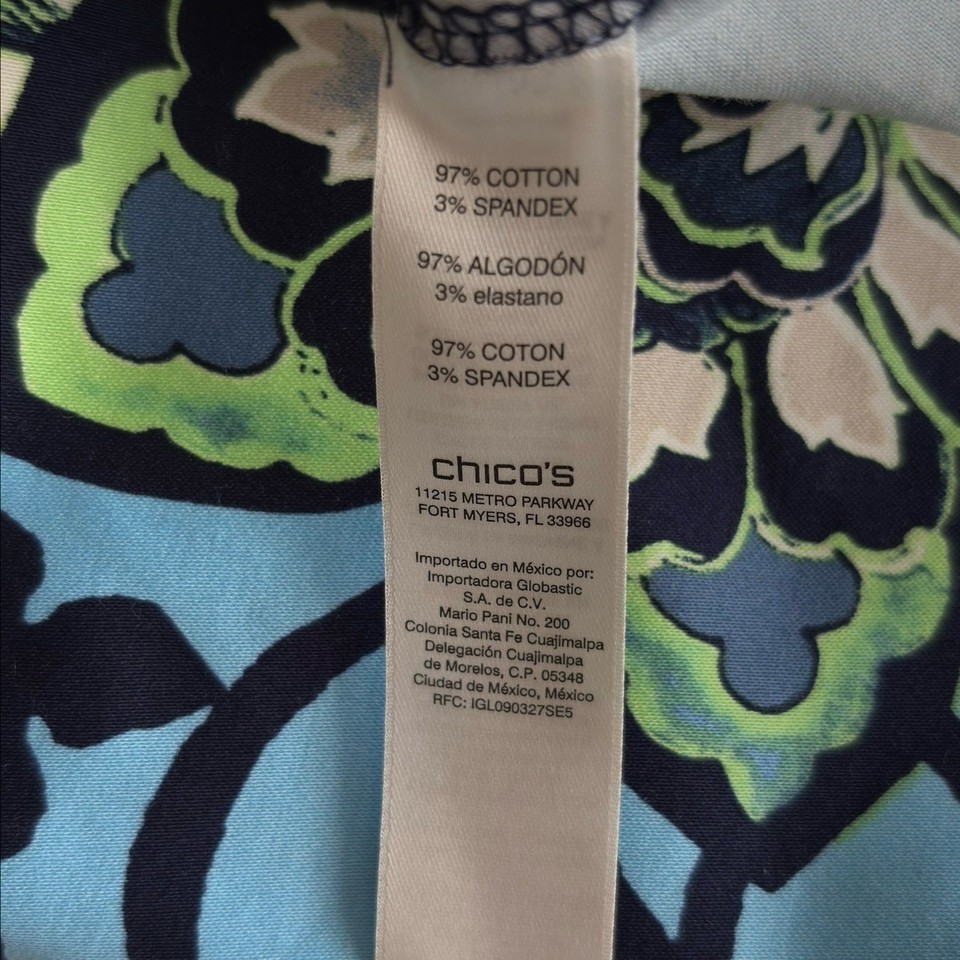 97% COTTON
3% SPANDEX
97% ALGODÓN
3% elastano
97% COTON
3% SPANDEX
chico's
11215 METRO PARKWAY
FORT MYERS, FL 33966
Importado en México por:
Importadora Globastic
S.A. de C.V.
Mario Pani No. 200
Colonia Santa Fe Cuajimalpa
Delegación Cuajimalpa
de Morelos, C.P. 05348
Ciudad de México, México
RFC: IGL090327SE5